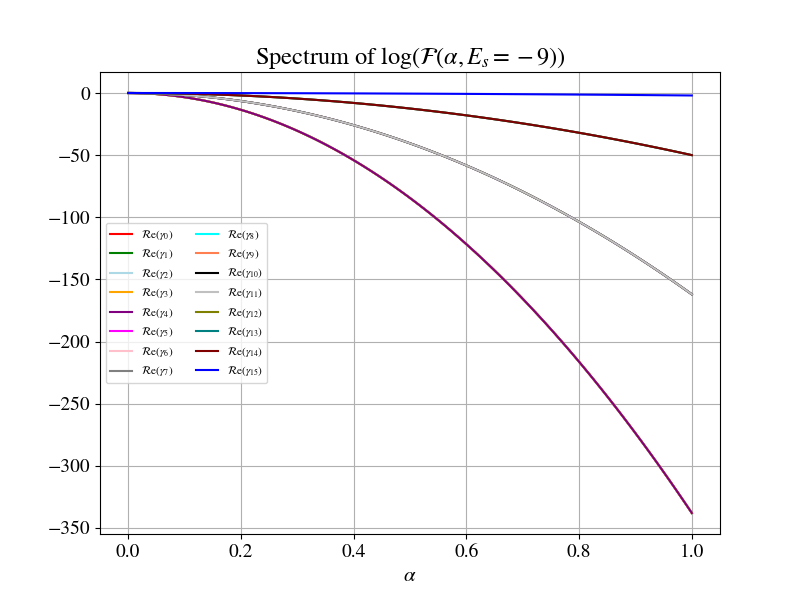 Spectrum of log(ℱ(α, Eₛ = −9))
0
−50
−100
−150
−200
−250
−300
−350
0.0 0.2 0.4 0.6 0.8 1.0
α
ℛe(γ₀) ℛe(γ₈)
ℛe(γ₁) ℛe(γ₉)
ℛe(γ₂) ℛe(γ₁₀)
ℛe(γ₃) ℛe(γ₁₁)
ℛe(γ₄) ℛe(γ₁₂)
ℛe(γ₅) ℛe(γ₁₃)
ℛe(γ₆) ℛe(γ₁₄)
ℛe(γ₇) ℛe(γ₁₅)